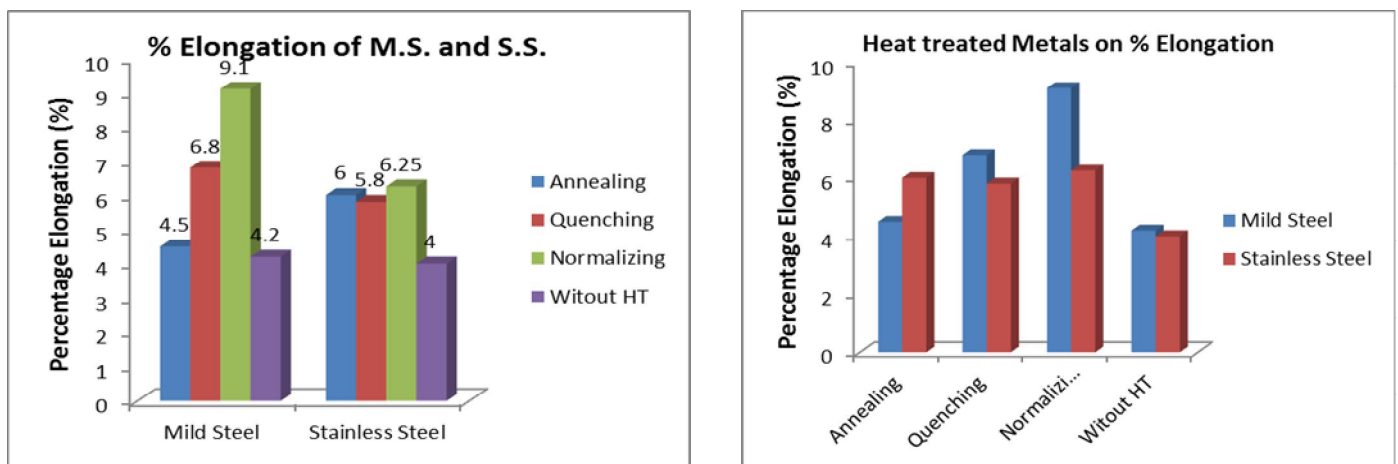 % Elongation of M.S. and S.S.
Percentage Elongation (%)
10
9
8
7
6
5
4
3
2
1
0
4.5
6.8
9.1
4.2
6
5.8
6.25
4
Mild Steel
Stainless Steel
Annealing
Quenching
Normalizing
Witout HT
Heat treated Metals on % Elongation
Percentage Elongation (%)
10
8
6
4
2
0
Annealing
Quenching
Normalizi...
Witout HT
Mild Steel
Stainless Steel